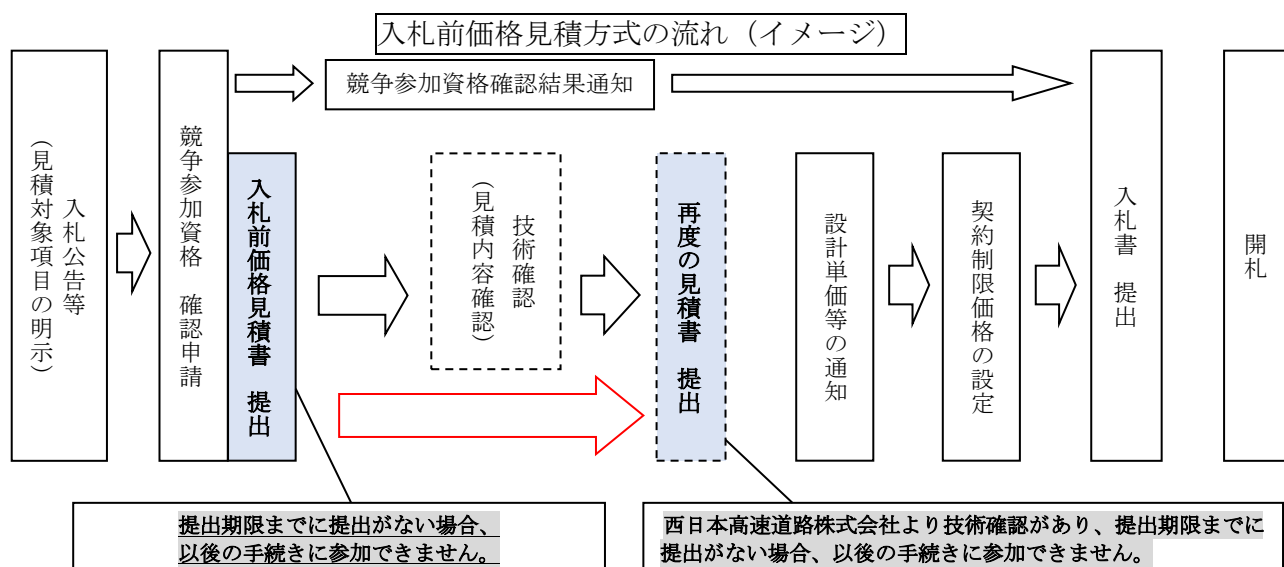 入札前価格見積方式の流れ（イメージ）
競争参加資格確認結果通知
入札公告等
（見積対象項目の明示）
競争参加資格　確認申請
入札前価格見積書　提出
技術確認
（見積内容確認）
再度の見積書　提出
設計単価等の通知
契約制限価格の設定
入札書　提出
開札
提出期限までに提出がない場合、
以後の手続きに参加できません。
西日本高速道路株式会社より技術確認があり、提出期限までに
提出がない場合、以後の手続きに参加できません。